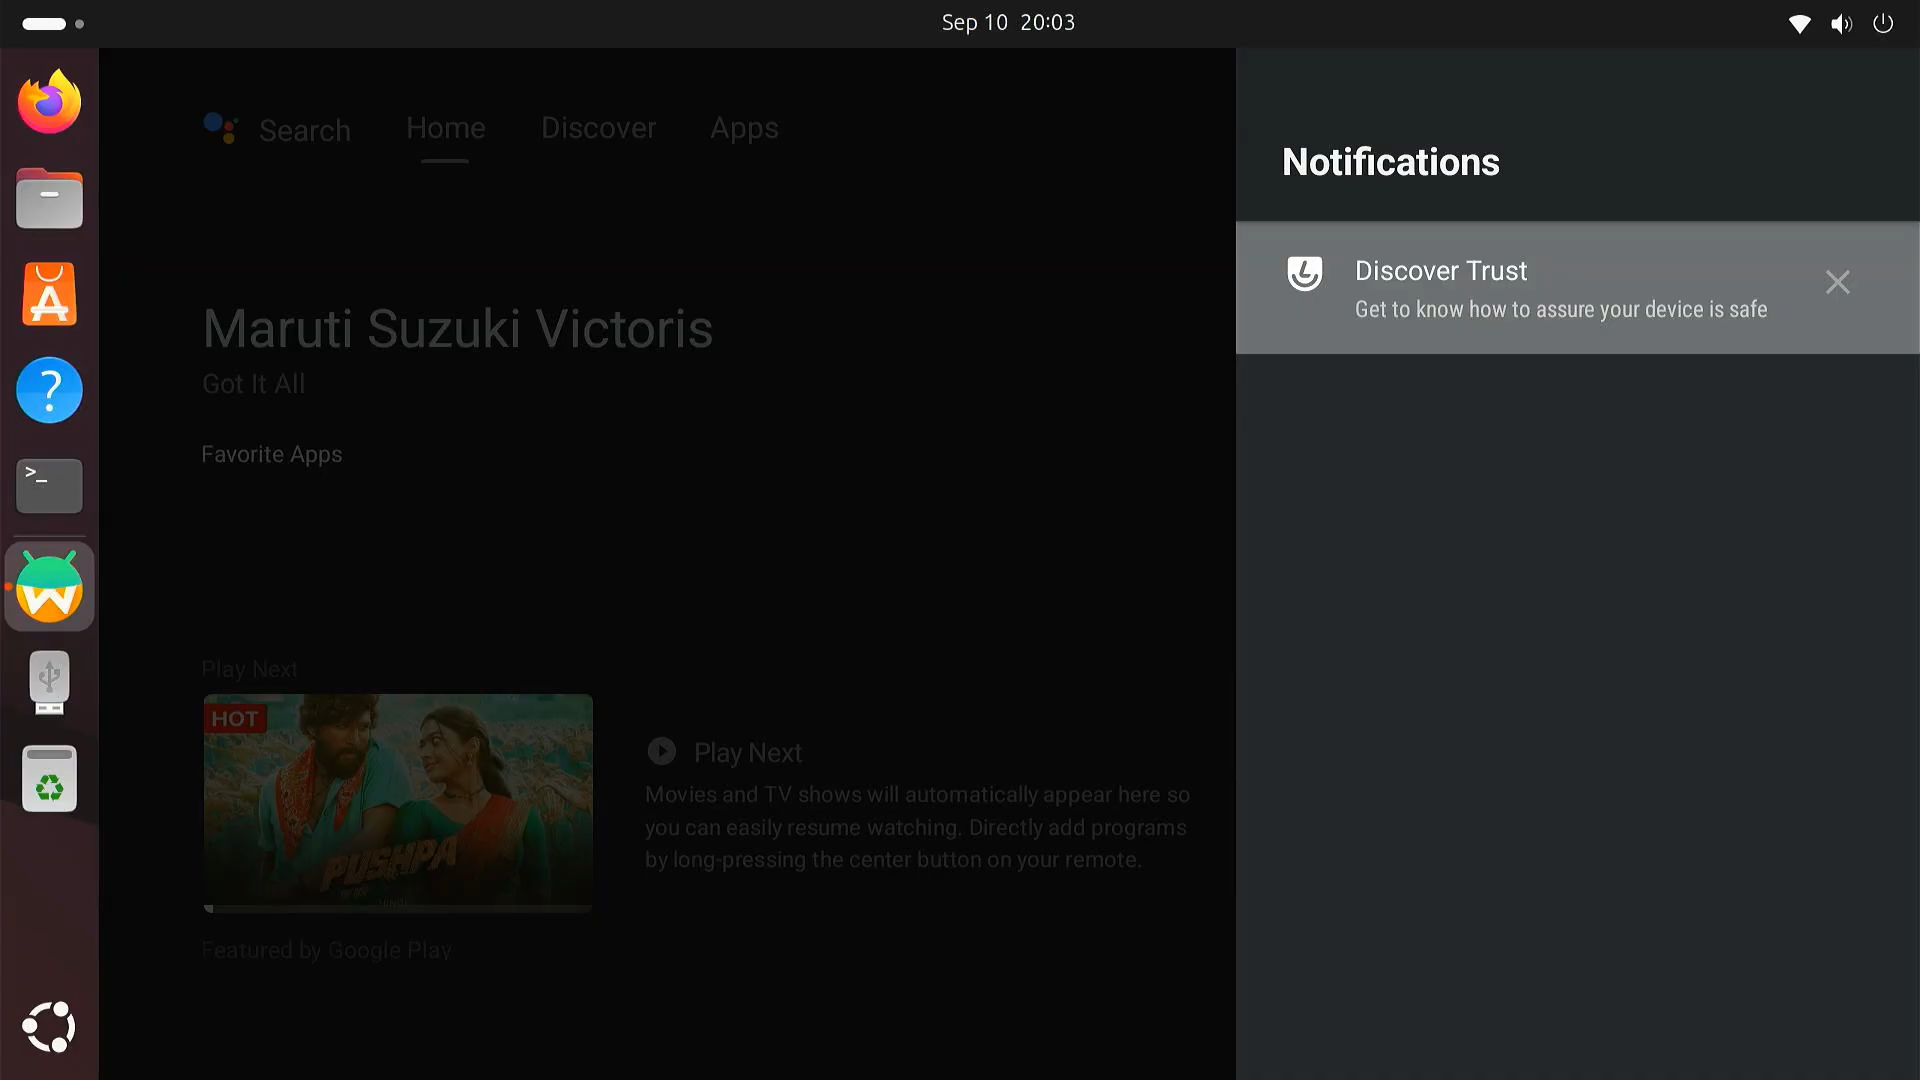 Sep 10 20:03
Search
Home
Discover
Apps
Notifications
Discover Trust
Get to know how to assure your device is safe
Maruti Suzuki Victoris
Got It All
Favorite Apps
Play Next
HOT
PUSHPA
HINDI
Play Next
Movies and TV shows will automatically appear here so
you can easily resume watching. Directly add programs
by long-pressing the center button on your remote.
Featured by Google Play